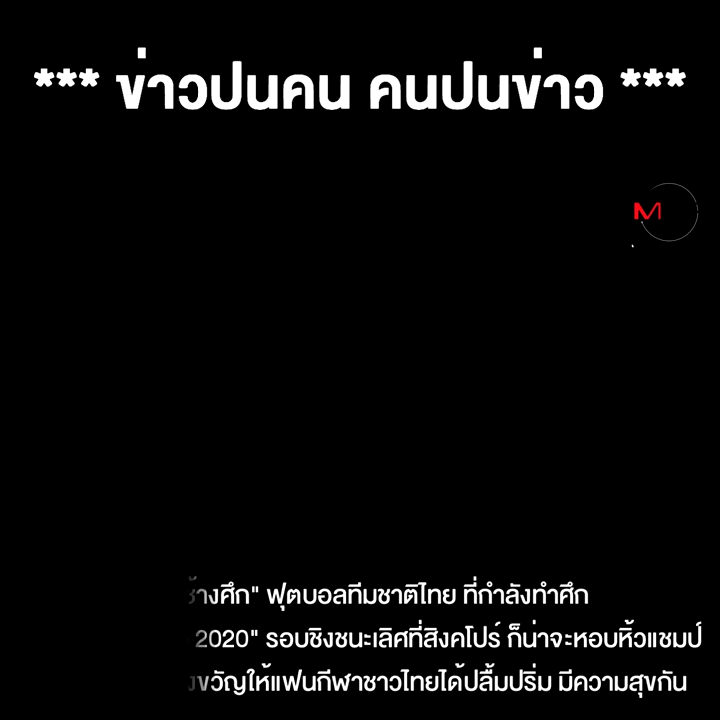 *** ข่าวปนคน คนปนข่าว ***
M
ช้างศึก" ฟุตบอลทีมชาติไทย ที่กำลังทำศึก
2020" รอบชิงชนะเลิศที่สิงคโปร์ ก็น่าจะหอบหิ้วแชมป์
ขวัญให้แฟนกีฬาชาวไทยได้ปลื้มปริ่ม มีความสุขกัน